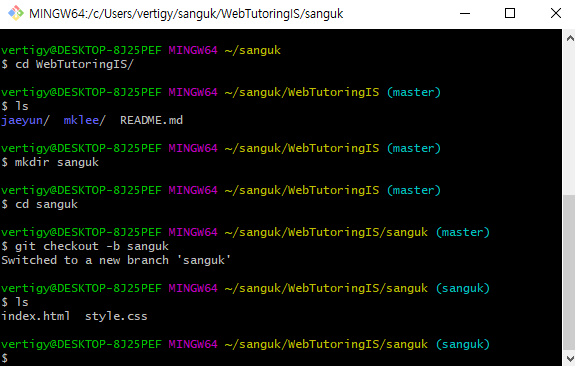 MINGW64:/c/Users/vertigy/sanguk/WebTutoringIS/sanguk
vertigy@DESKTOP-8J25PEF MINGW64 ~/sanguk
$ cd WebTutoringIS/
vertigy@DESKTOP-8J25PEF MINGW64 ~/sanguk/WebTutoringIS (master)
$ ls
jaeyun/  mklee/  README.md
vertigy@DESKTOP-8J25PEF MINGW64 ~/sanguk/WebTutoringIS (master)
$ mkdir sanguk
vertigy@DESKTOP-8J25PEF MINGW64 ~/sanguk/WebTutoringIS (master)
$ cd sanguk
vertigy@DESKTOP-8J25PEF MINGW64 ~/sanguk/WebTutoringIS/sanguk (master)
$ git checkout -b sanguk
Switched to a new branch 'sanguk'
vertigy@DESKTOP-8J25PEF MINGW64 ~/sanguk/WebTutoringIS/sanguk (sanguk)
$ ls
index.html  style.css
vertigy@DESKTOP-8J25PEF MINGW64 ~/sanguk/WebTutoringIS/sanguk (sanguk)
$